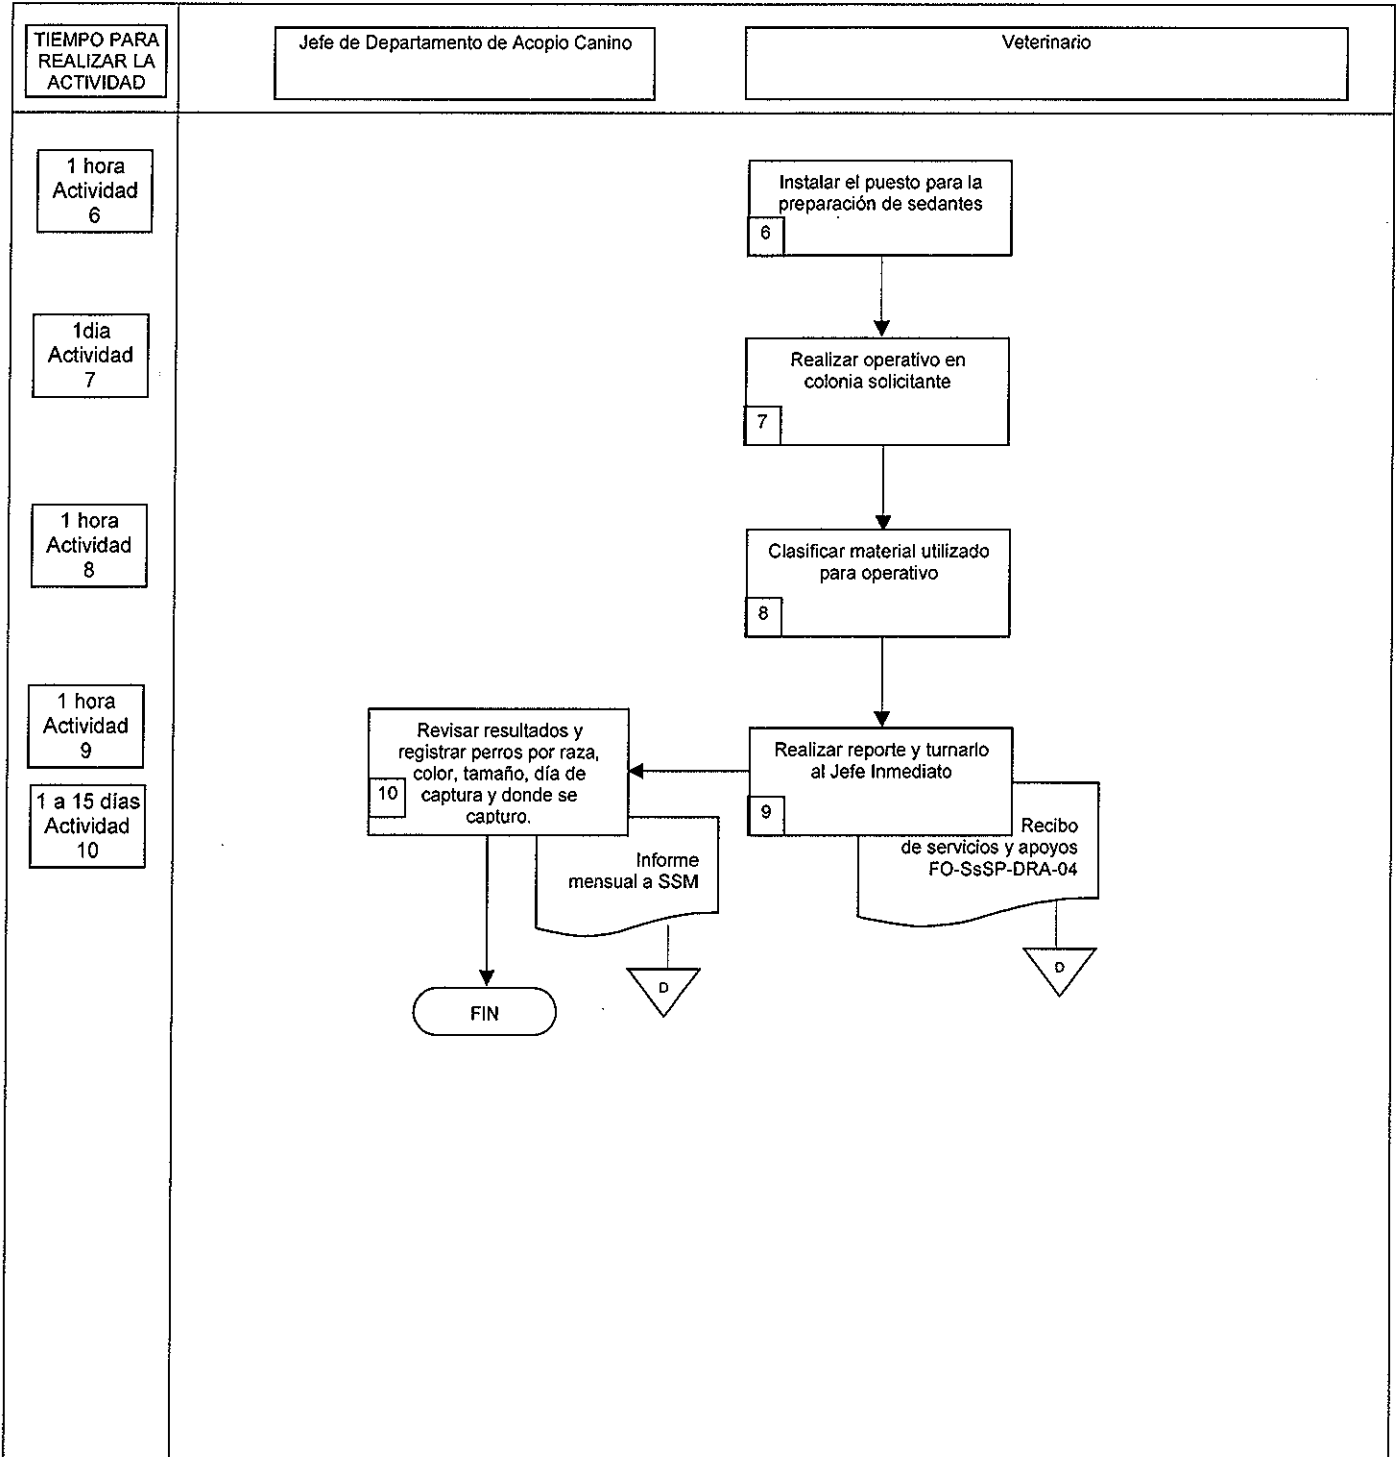 TIEMPO PARA
REALIZAR LA
ACTIVIDAD
Jefe de Departamento de Acopio Canino
Veterinario
1 hora
Actividad
6
Instalar el puesto para la
preparación de sedantes
6
1dia
Actividad
7
Realizar operativo en
colonia solicitante
7
1 hora
Actividad
8
Clasificar material utilizado
para operativo
8
1 hora
Actividad
9
Realizar reporte y turnarlo
al Jefe Inmediato
9
Recibo
de servicios y apoyos
FO-SsSP-DRA-04
D
1 a 15 días
Actividad
10
Revisar resultados y
registrar perros por raza,
color, tamaño, día de
captura y donde se
capturo.
10
Informe
mensual a SSM
D
FIN